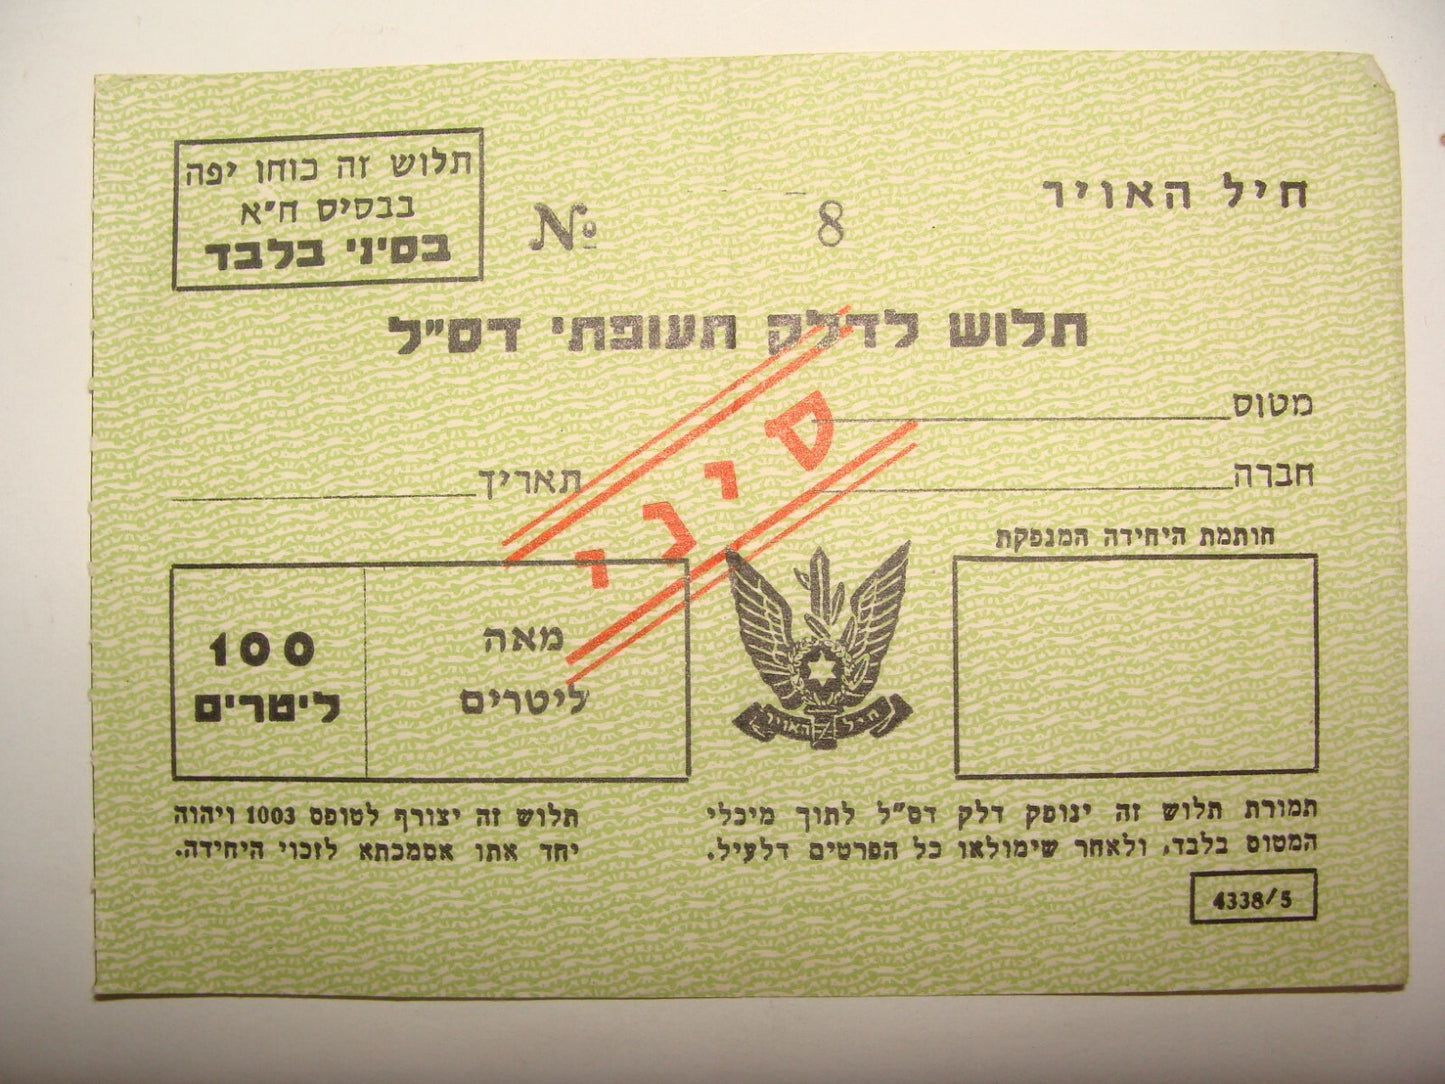 חיל האויר
תלוש זה כוחו יפה
בבסיס ח״א
בסיני בלבד
№ 8
תלוש לדלק תעופתי דס״ל
מטוס
חברה
תאריך
סיני
חותמת היחידה המנפקת
מאה
ליטרים
100
ליטרים
חיל האויר
תמורת תלוש זה ינופק דלק דס״ל לתוך מיכלי
המטוס בלבד, ולאחר שימולאו כל הפרטים דלעיל.
תלוש זה יצורף לטופס 1003 ויהוה
יחד אתו אסמכתא לזכוי היחידה.
4338/5